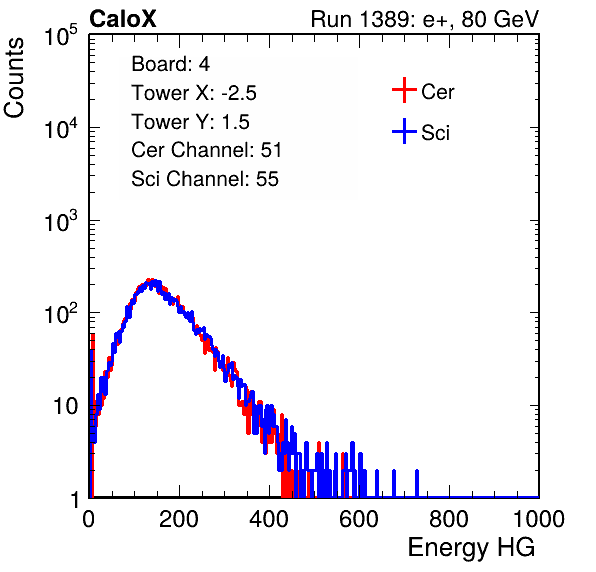 CaloX Run 1389: e+, 80 GeV
Counts
10^5
10^4
10^3
10^2
10
1
Board: 4
Tower X: -2.5
Tower Y: 1.5
Cer Channel: 51
Sci Channel: 55
Cer
Sci
0 200 400 600 800 1000
Energy HG